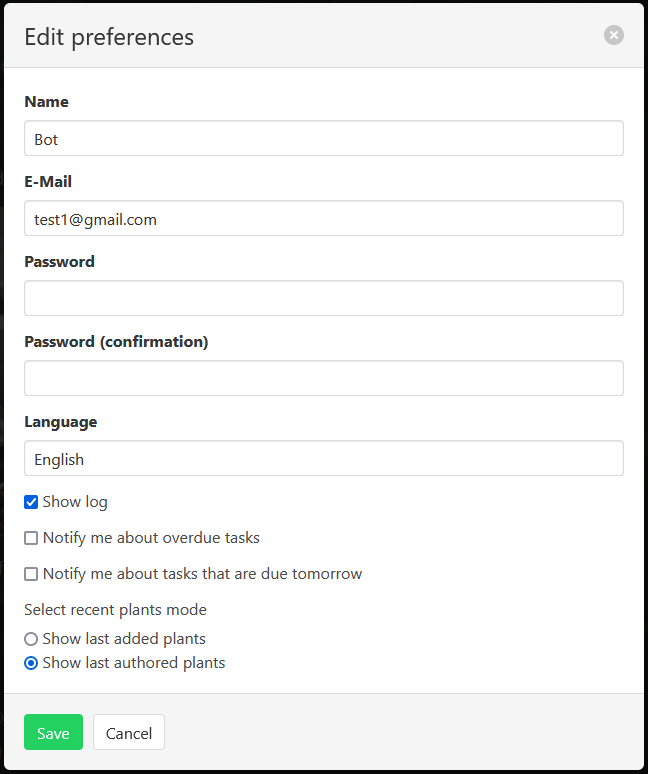 Edit preferences
Name
Bot
E-Mail
test1@gmail.com
Password
Password (confirmation)
Language
English
Show log
Notify me about overdue tasks
Notify me about tasks that are due tomorrow
Select recent plants mode
Show last added plants
Show last authored plants
Save
Cancel